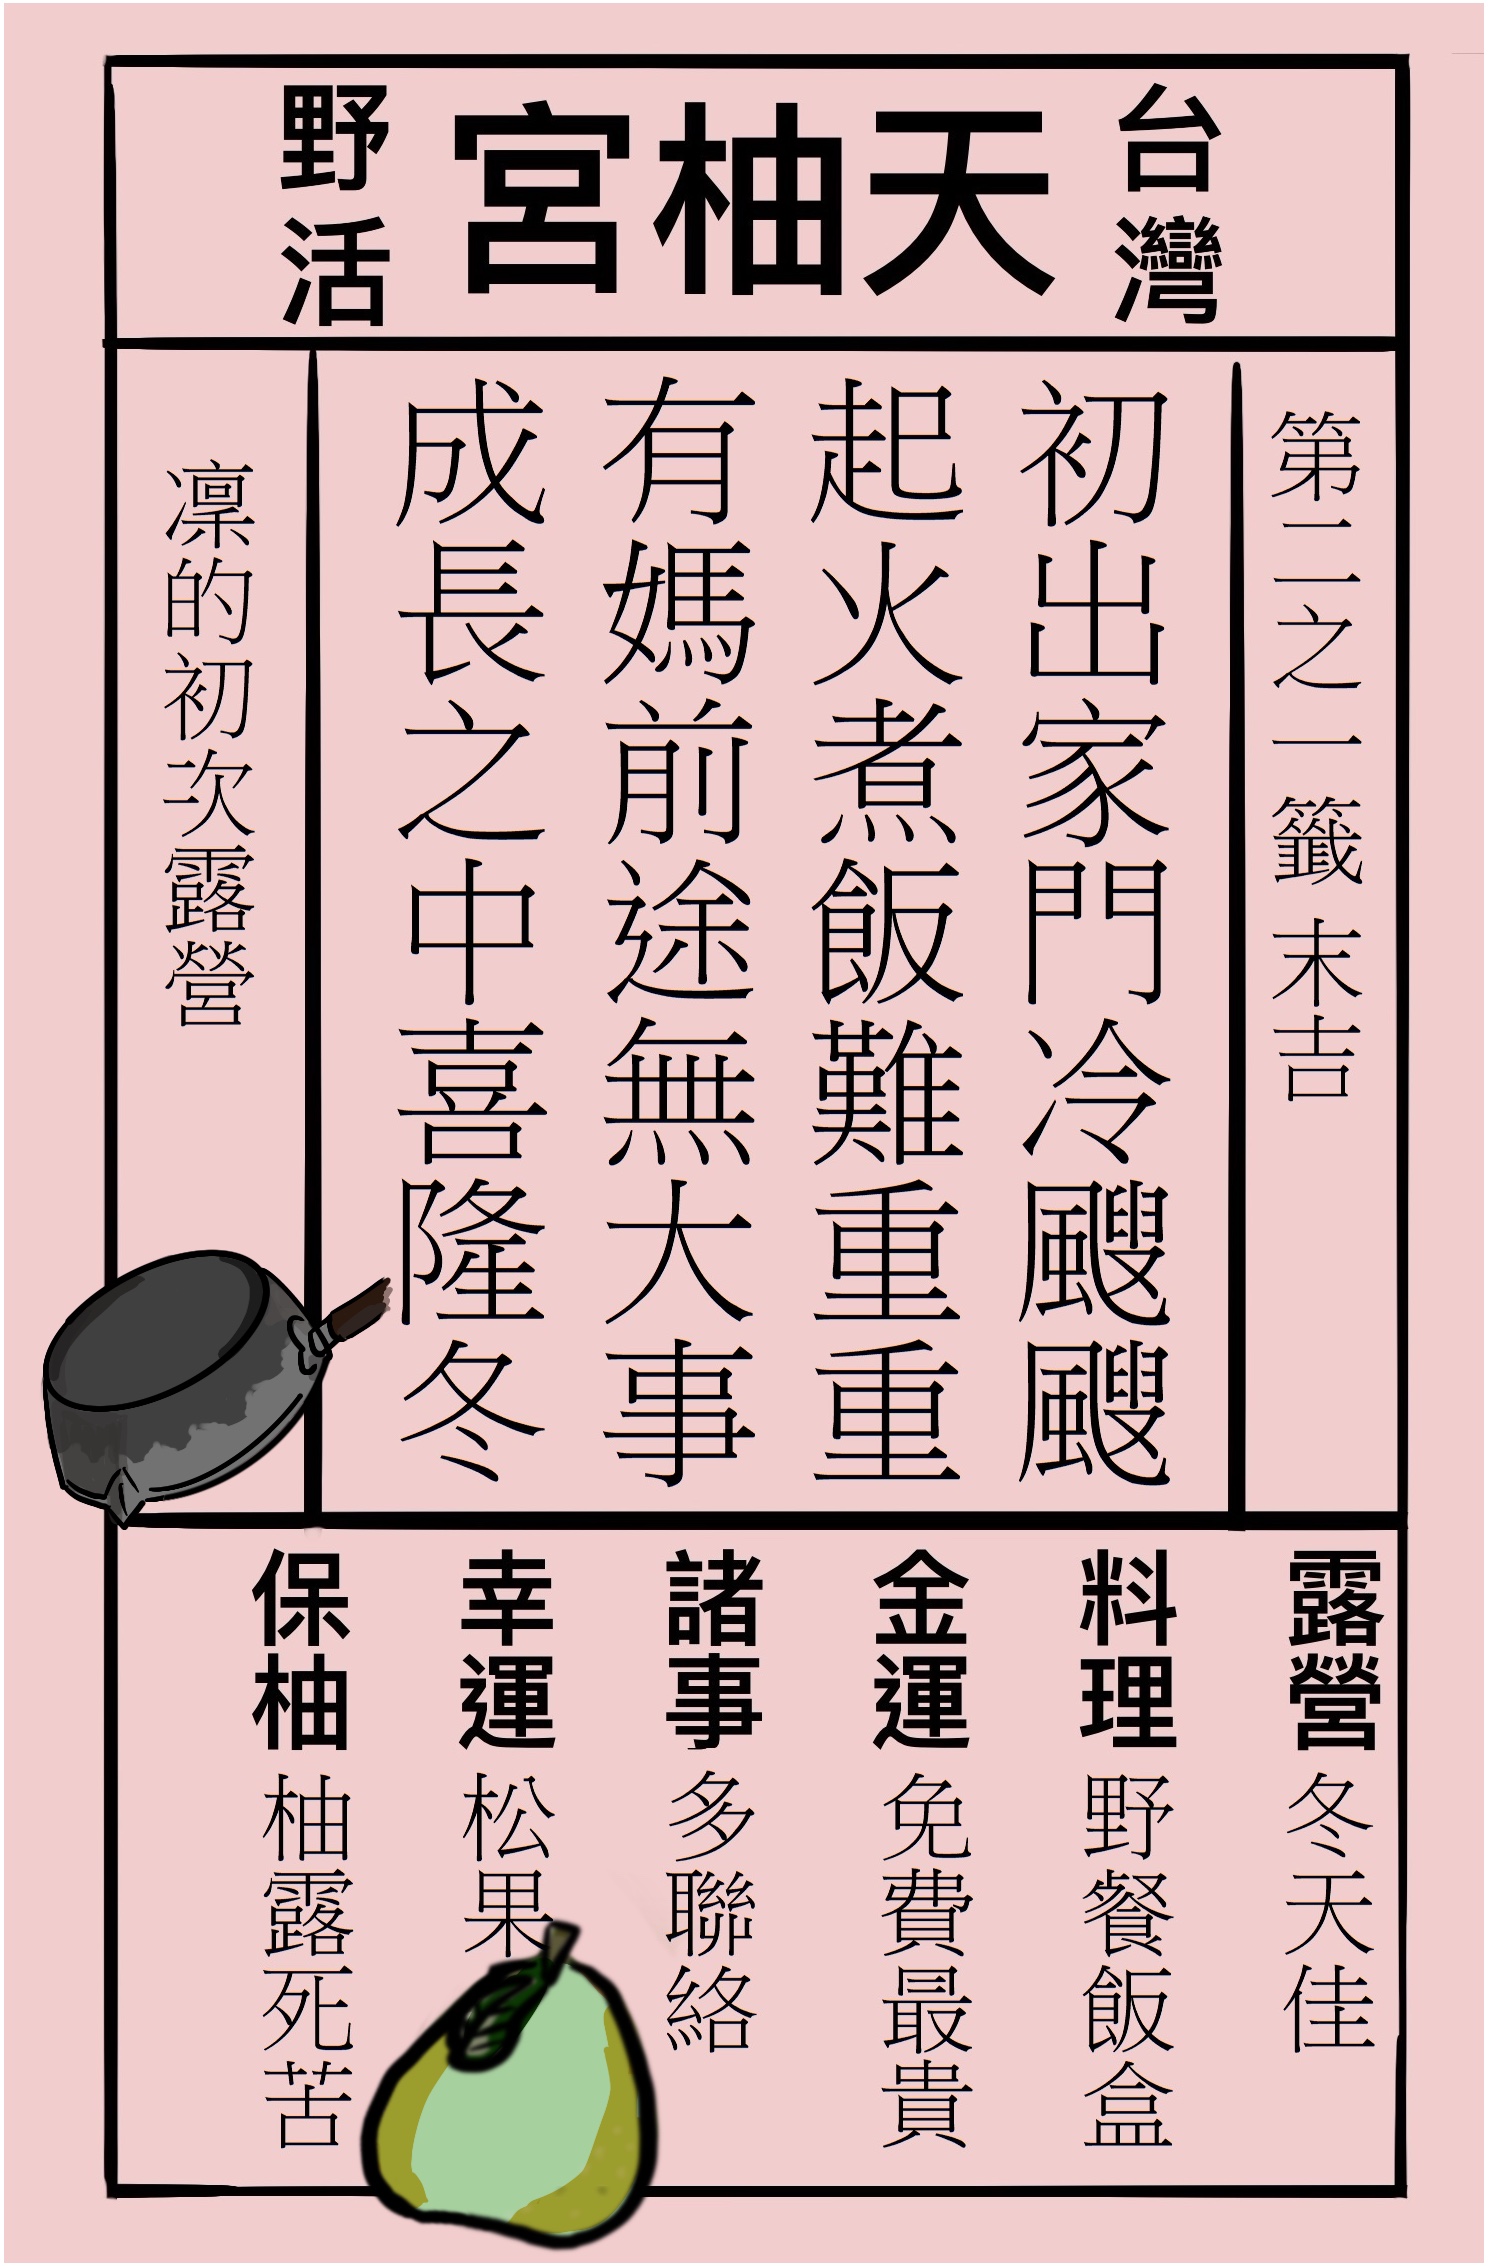 台灣
天柚宮
野活
第二之一籤 末吉
初出家門冷颼颼
起火煮飯難重重
有媽前途無大事
成長之中喜隆冬
凜的初次露營
露營 冬天佳
料理 野餐飯盒
金運 免費最貴
諸事 多聯絡
幸運 松果
保柚 柚露死苦